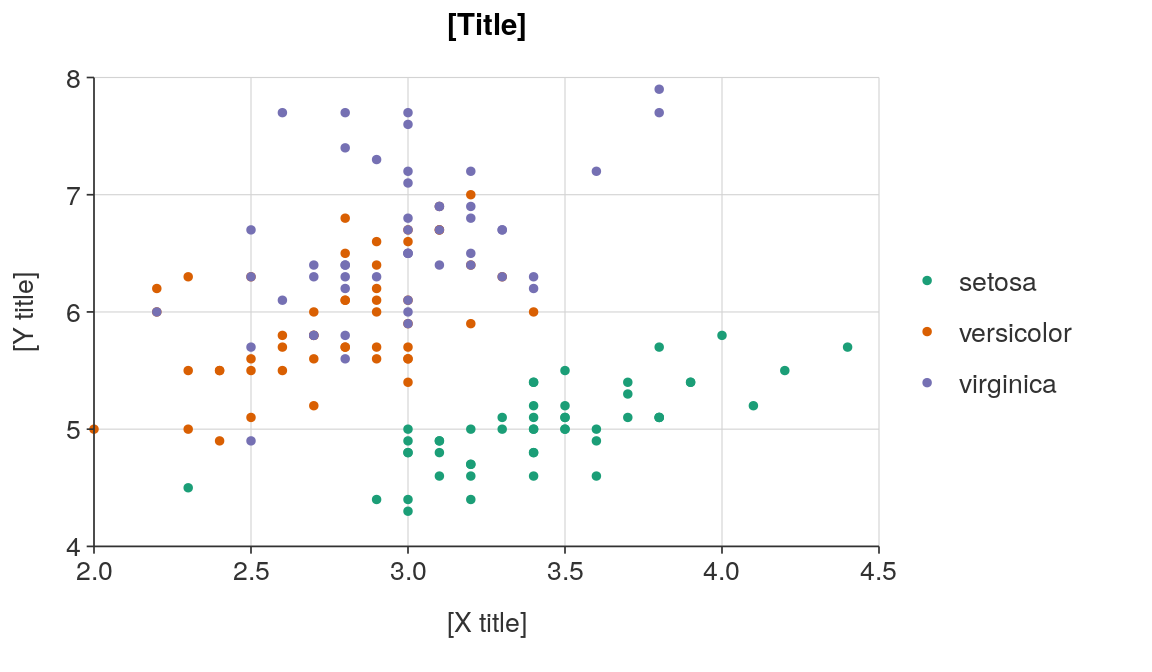 [Title]
[Y title]
8
7
6
5
4
2.0 2.5 3.0 3.5 4.0 4.5
[X title]
setosa
versicolor
virginica